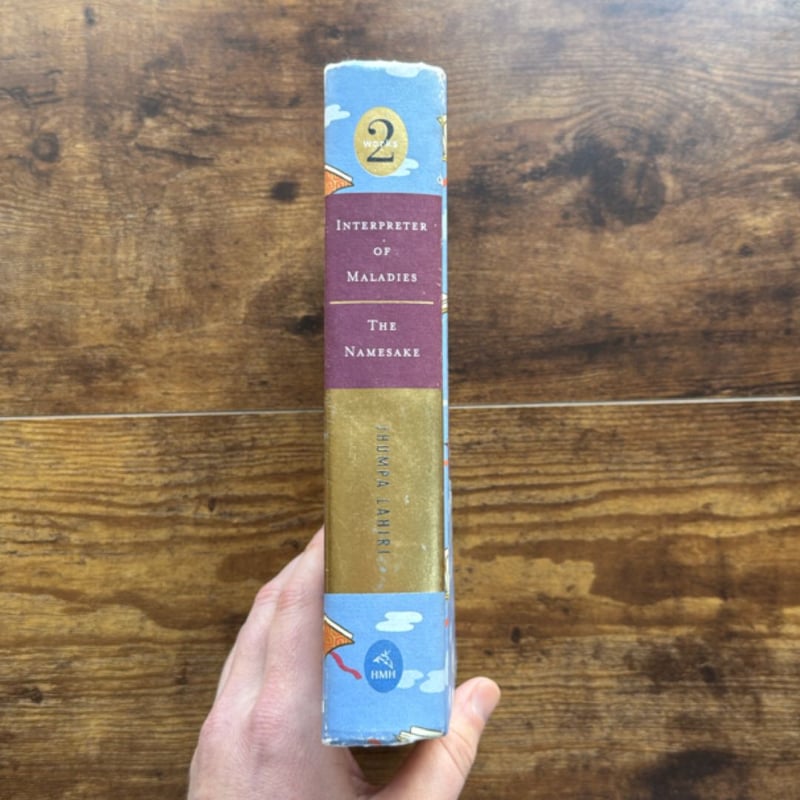 2
works
INTERPRETER
OF
MALADIES
THE
NAMESAKE
JHUMPA LAHIRI
HMH